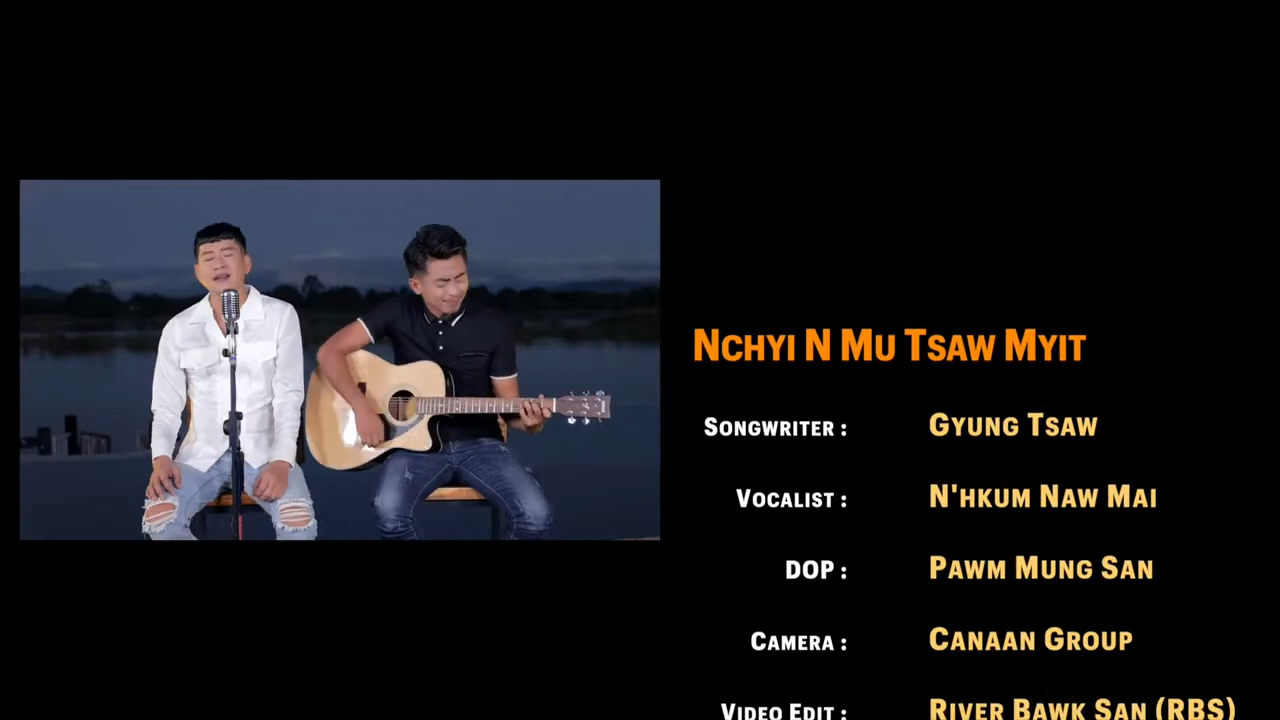 Nchyi N Mu Tsaw Myit
Songwriter : Gyung Tsaw
Vocalist : N'hkum Naw Mai
DOP : Pawm Mung San
Camera : Canaan Group
Video Edit : River Bawk San (RBS)